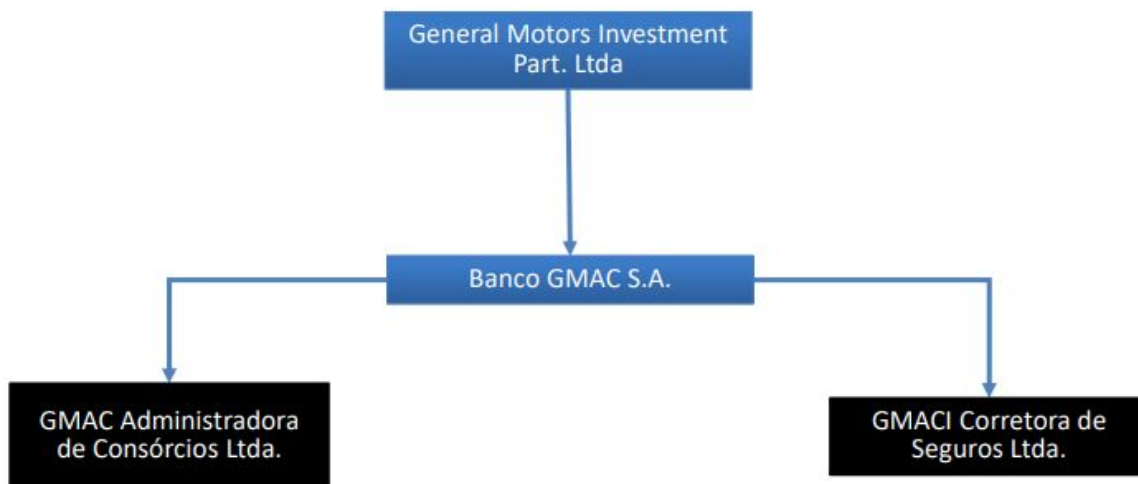 General Motors Investment
Part. Ltda
Banco GMAC S.A.
GMAC Administradora
de Consórcios Ltda.
GMACI Corretora de
Seguros Ltda.